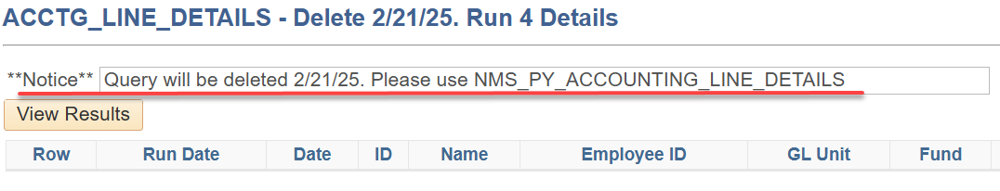 ACCTG_LINE_DETAILS - Delete 2/21/25. Run 4 Details
**Notice** Query will be deleted 2/21/25. Please use NMS_PY_ACCOUNTING_LINE_DETAILS
View Results
Row Run Date Date ID Name Employee ID GL Unit Fund